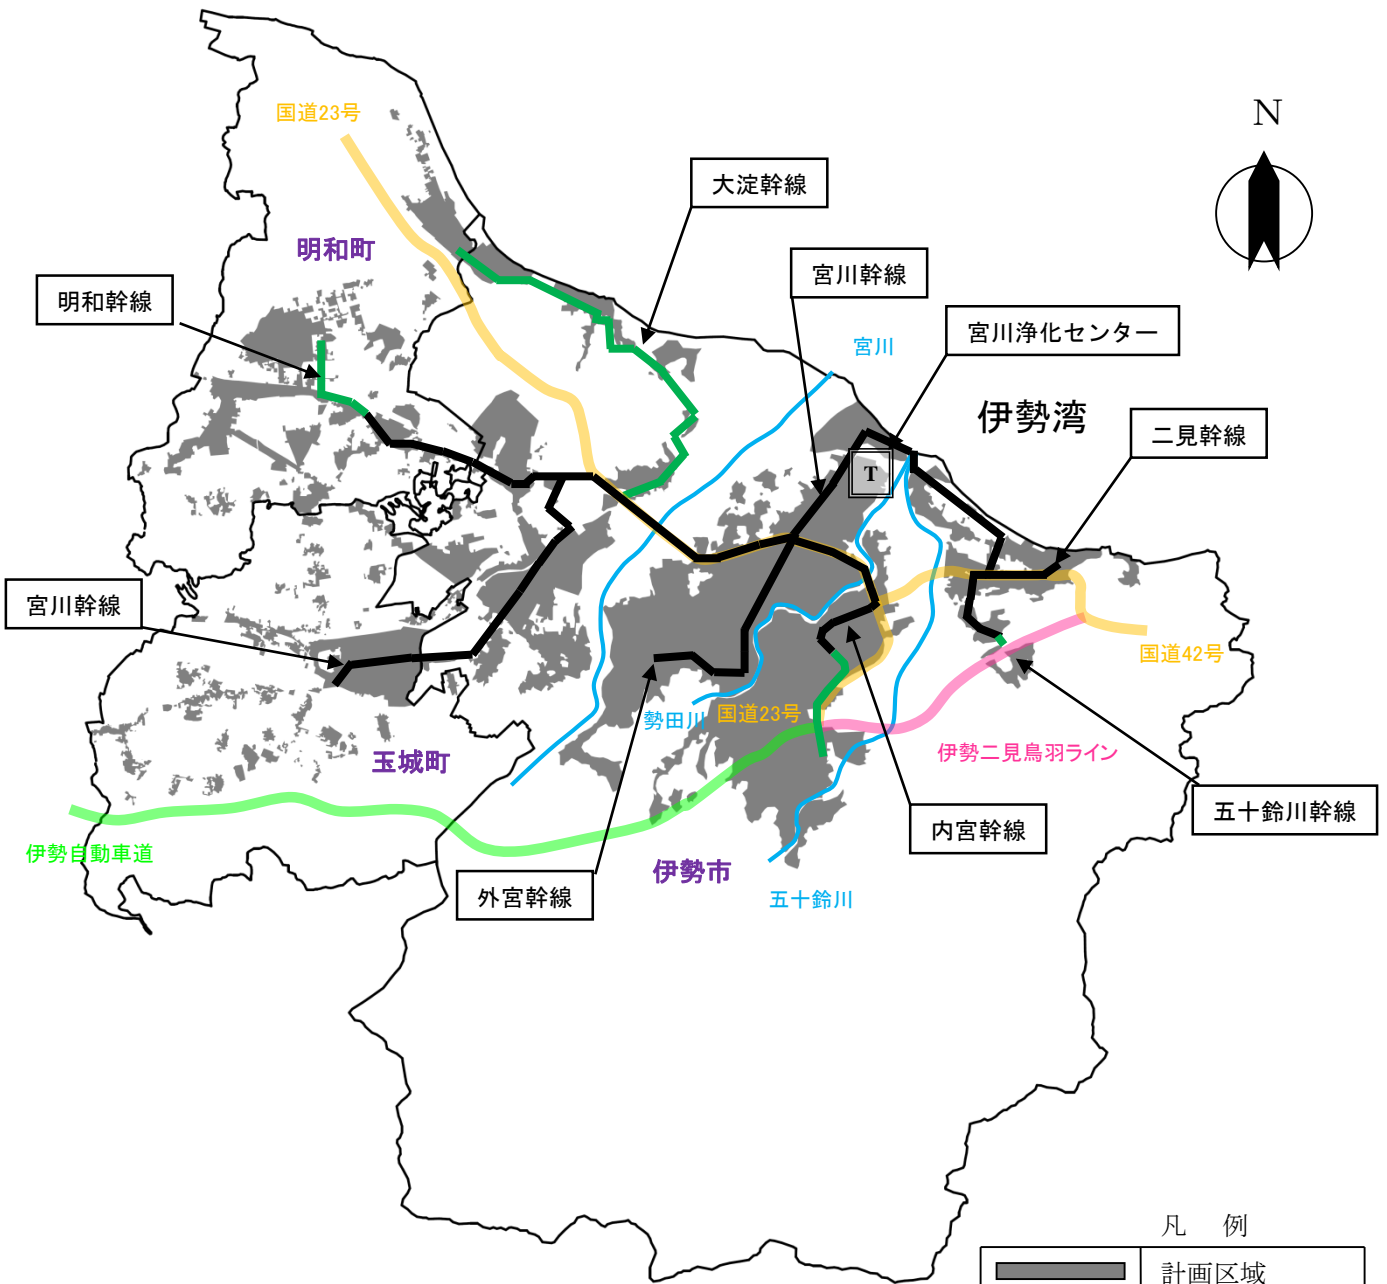 国道23号
N
大淀幹線
明和町
宮川幹線
明和幹線
宮川浄化センター
宮川
伊勢湾
二見幹線
T
宮川幹線
国道42号
勢田川
国道23号
伊勢二見鳥羽ライン
玉城町
五十鈴川幹線
内宮幹線
伊勢自動車道
伊勢市
外宮幹線
五十鈴川
凡 例
計画区域